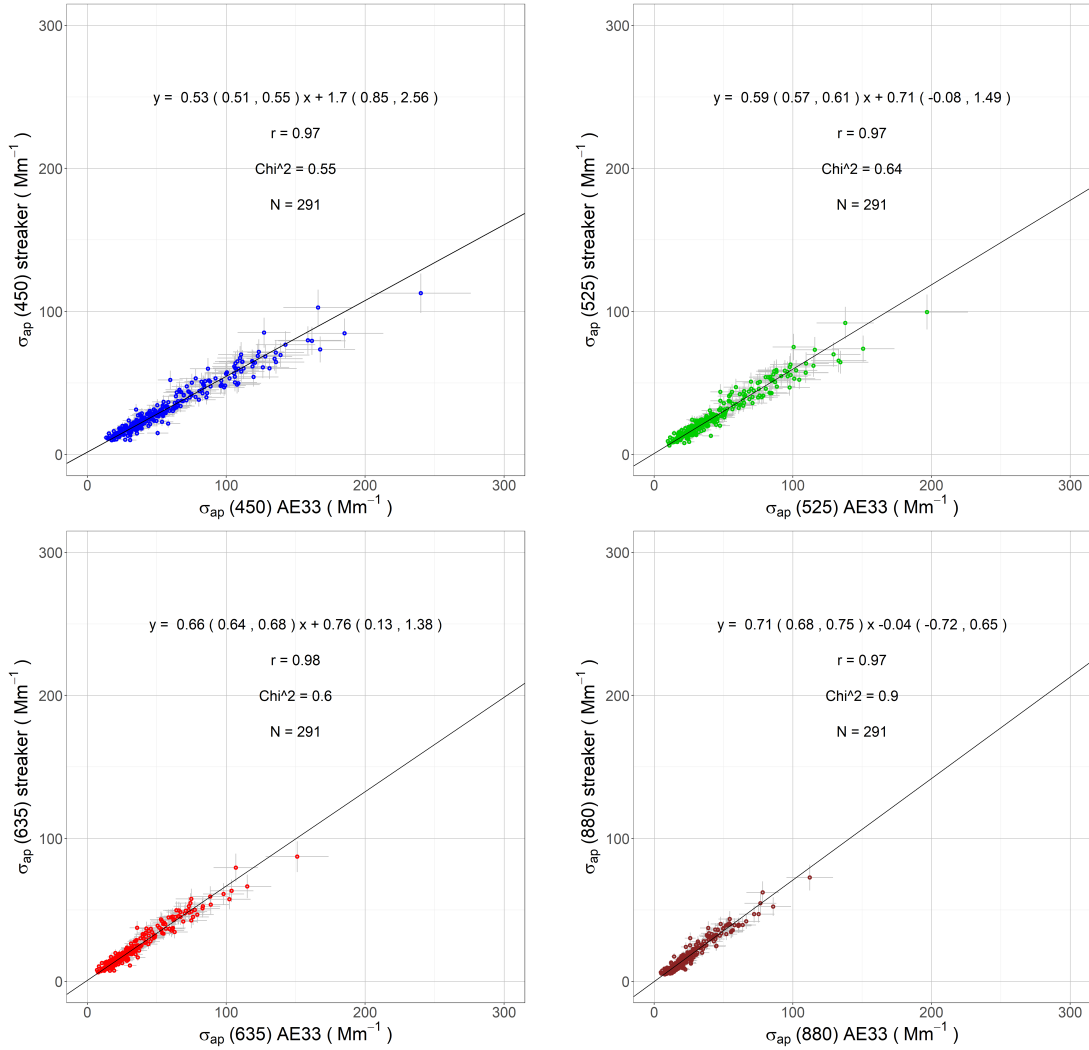 300
200
100
0
σap (450) streaker ( Mm−1 )
y = 0.53 ( 0.51 , 0.55 ) x + 1.7 ( 0.85 , 2.56 )
r = 0.97
Chi^2 = 0.55
N = 291
0 100 200 300
σap (450) AE33 ( Mm−1 )
300
200
100
0
σap (525) streaker ( Mm−1 )
y = 0.59 ( 0.57 , 0.61 ) x + 0.71 ( -0.08 , 1.49 )
r = 0.97
Chi^2 = 0.64
N = 291
0 100 200 300
σap (525) AE33 ( Mm−1 )
300
200
100
0
σap (635) streaker ( Mm−1 )
y = 0.66 ( 0.64 , 0.68 ) x + 0.76 ( 0.13 , 1.38 )
r = 0.98
Chi^2 = 0.6
N = 291
0 100 200 300
σap (635) AE33 ( Mm−1 )
300
200
100
0
σap (880) streaker ( Mm−1 )
y = 0.71 ( 0.68 , 0.75 ) x -0.04 ( -0.72 , 0.65 )
r = 0.97
Chi^2 = 0.9
N = 291
0 100 200 300
σap (880) AE33 ( Mm−1 )